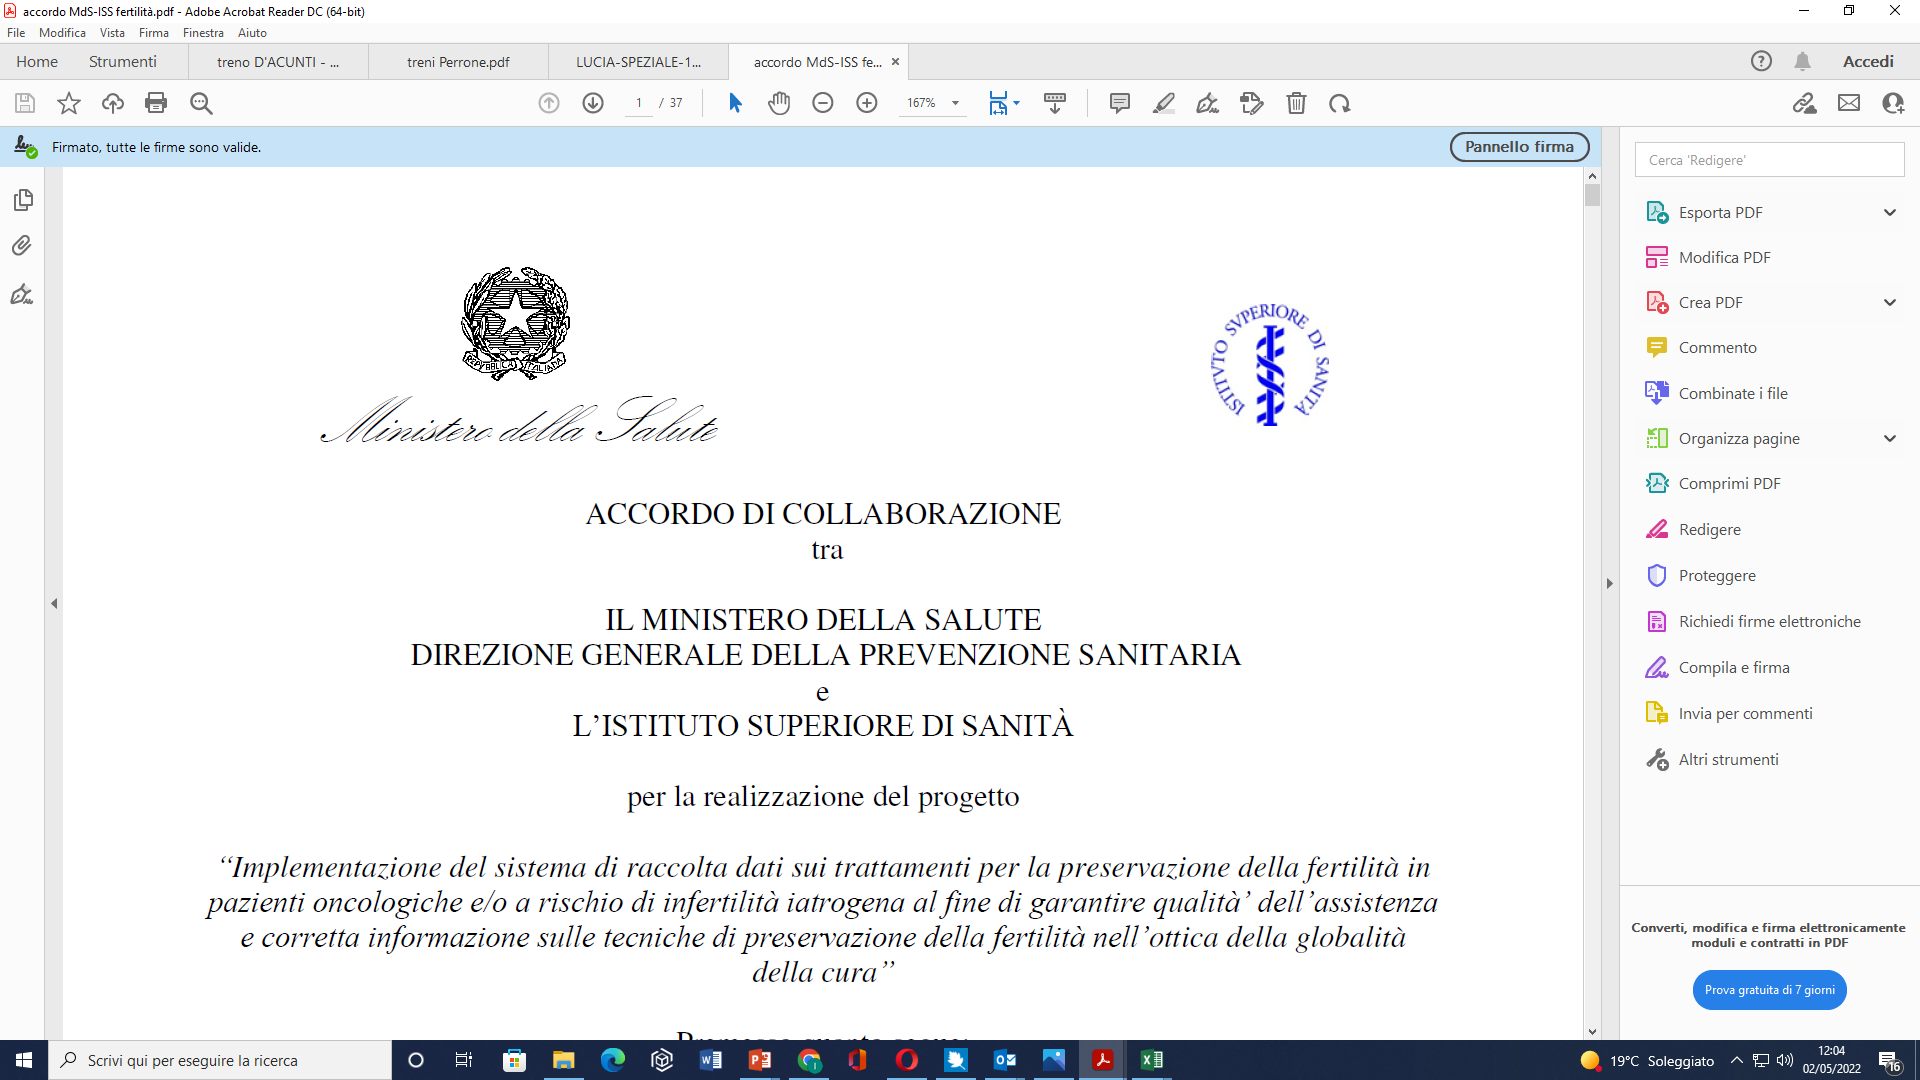 accordo MdS-ISS fertilità.pdf - Adobe Acrobat Reader DC (64-bit)
File Modifica Vista Firma Finestra Aiuto
Home Strumenti treno D'ACUNTI - ... treni Perrone.pdf LUCIA-SPEZIALE-1... accordo MdS-ISS fe... Accedi
1 / 37 167%
Firmato, tutte le firme sono valide. Pannello firma
REPVBBLICA ITALIANA
Ministero della Salute
ISTITVTO SVPERIORE DI SANITÀ
ACCORDO DI COLLABORAZIONE
tra
IL MINISTERO DELLA SALUTE
DIREZIONE GENERALE DELLA PREVENZIONE SANITARIA
e
L’ISTITUTO SUPERIORE DI SANITÀ
per la realizzazione del progetto
“Implementazione del sistema di raccolta dati sui trattamenti per la preservazione della fertilità in
pazienti oncologiche e/o a rischio di infertilità iatrogena al fine di garantire qualità’ dell’assistenza
e corretta informazione sulle tecniche di preservazione della fertilità nell’ottica della globalità
della cura”
Cerca 'Redigere'
Esporta PDF
Modifica PDF
Crea PDF
Commento
Combinate i file
Organizza pagine
Comprimi PDF
Redigere
Proteggere
Richiedi firme elettroniche
Compila e firma
Invia per commenti
Altri strumenti
Converti, modifica e firma elettronicamente
moduli e contratti in PDF
Prova gratuita di 7 giorni
Scrivi qui per eseguire la ricerca
19°C Soleggiato
12:04
02/05/2022
16